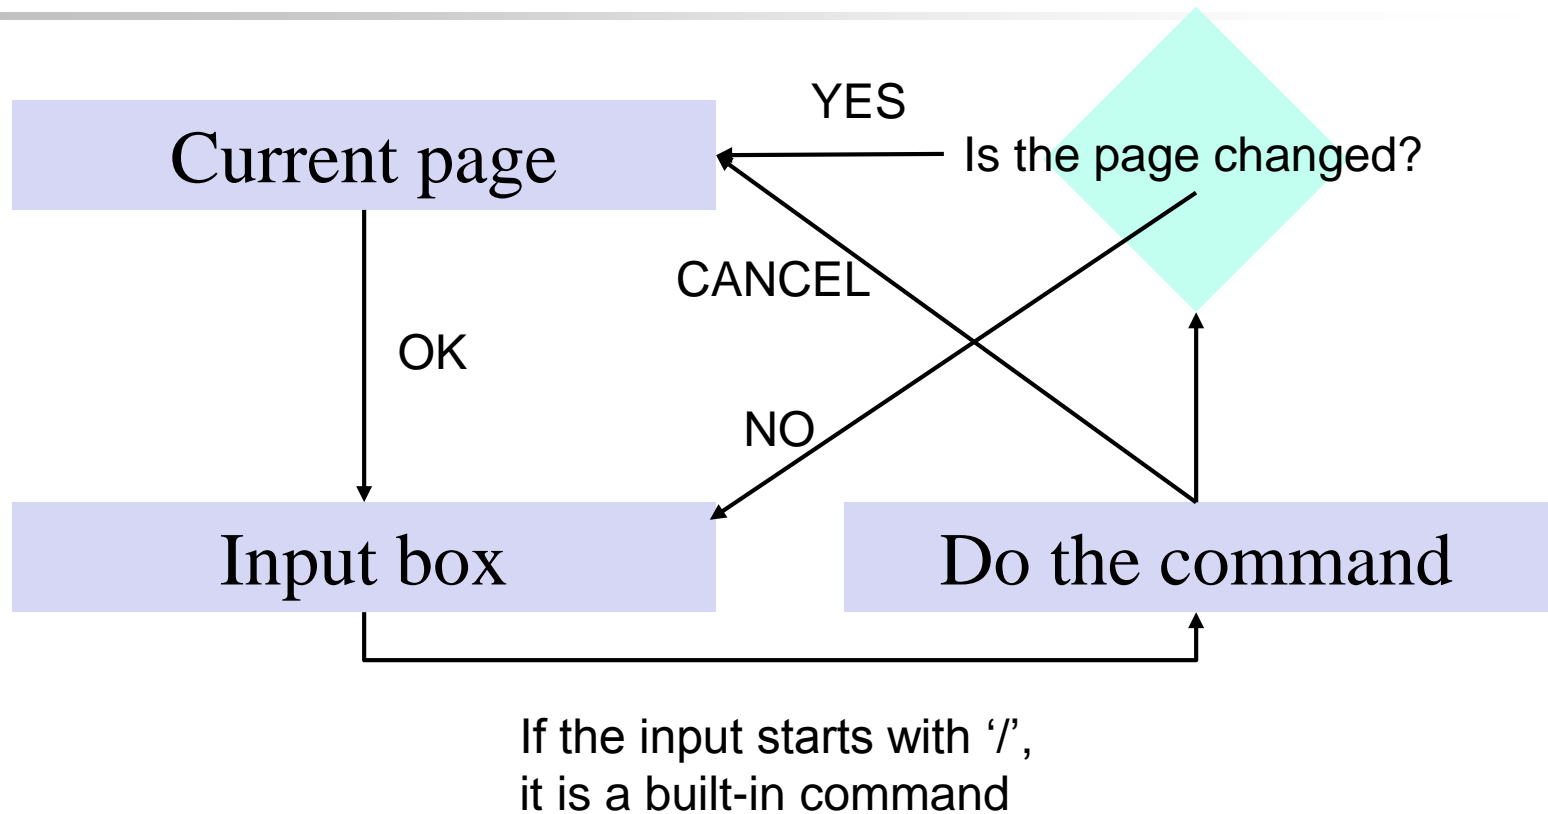 YES
Current page
Is the page changed?
CANCEL
OK
NO
Input box
Do the command
If the input starts with ‘/’,
it is a built-in command